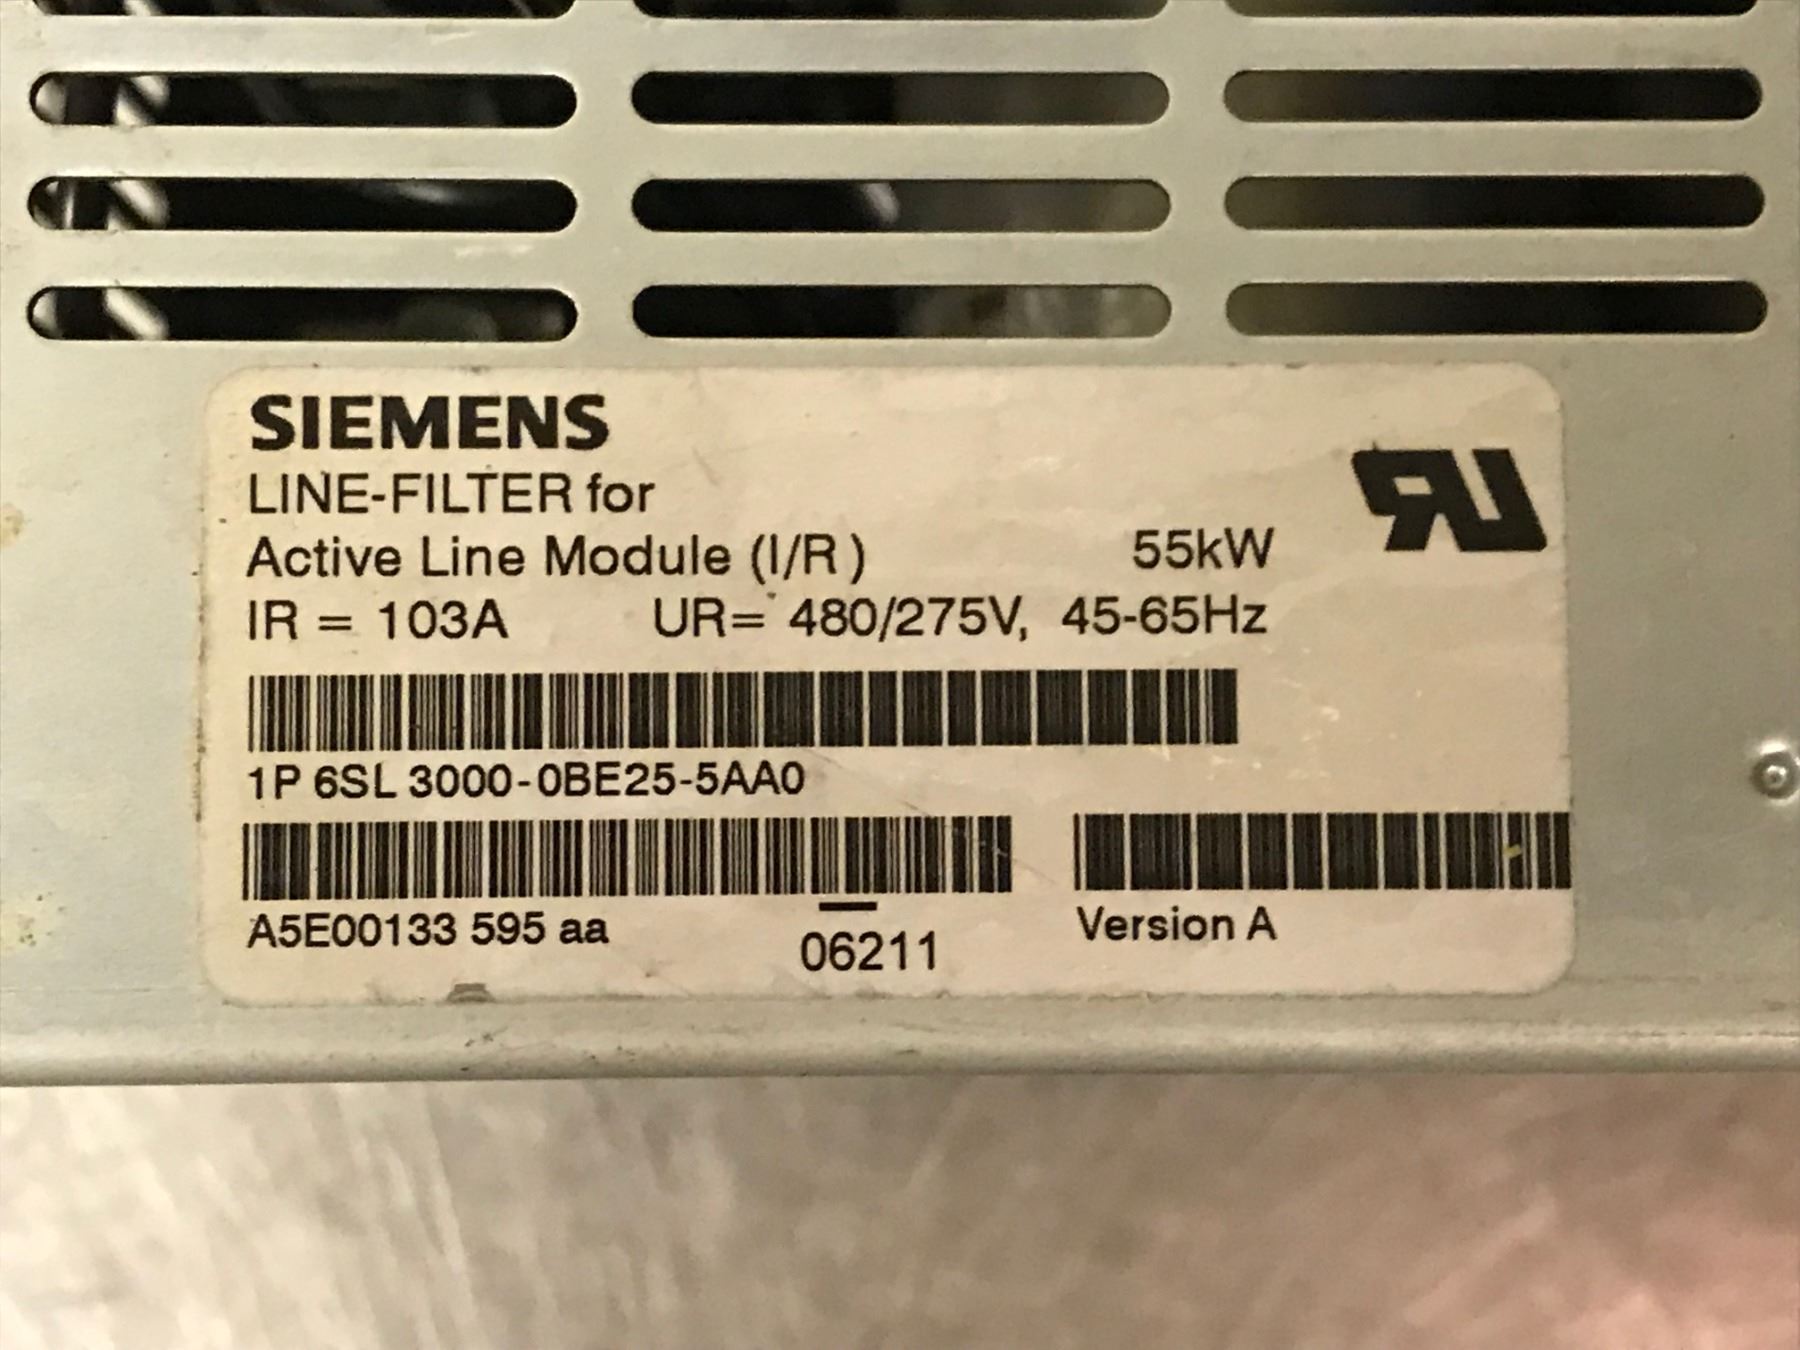 SIEMENS
LINE-FILTER for
Active Line Module (I/R) 55kW
IR = 103A UR= 480/275V, 45-65Hz
1P 6SL 3000-0BE25-5AA0
A5E00133 595 aa 06211 Version A